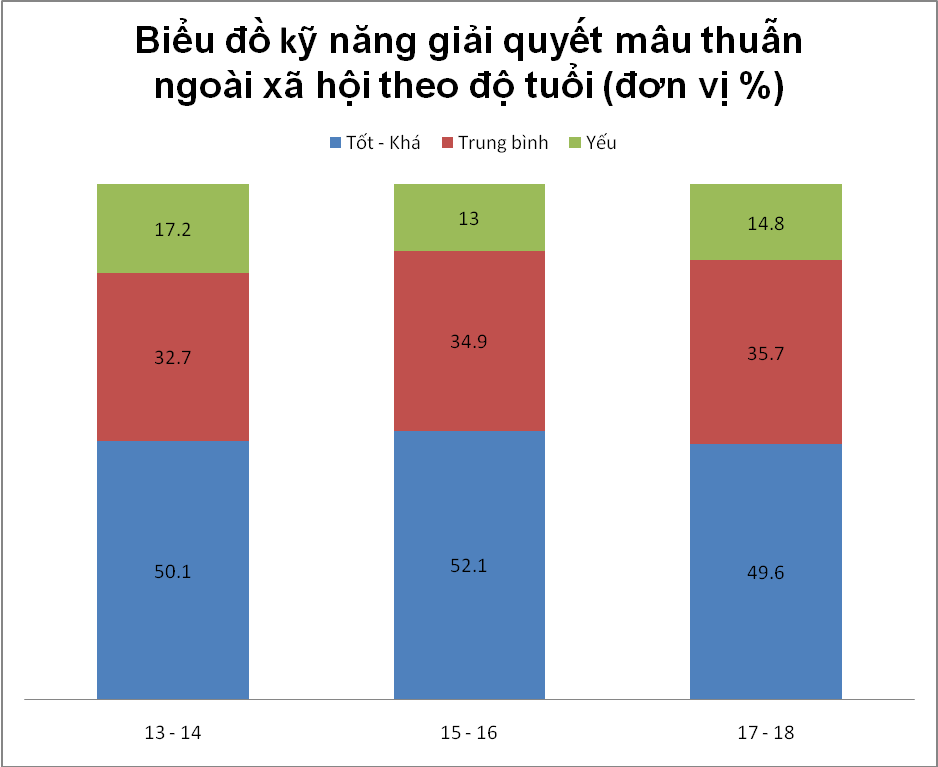 Biểu đồ kỹ năng giải quyết mâu thuẫn
ngoài xã hội theo độ tuổi (đơn vị %)
Tốt - Khá Trung bình Yếu
17.2 13 14.8
32.7 34.9 35.7
50.1 52.1 49.6
13 - 14 15 - 16 17 - 18